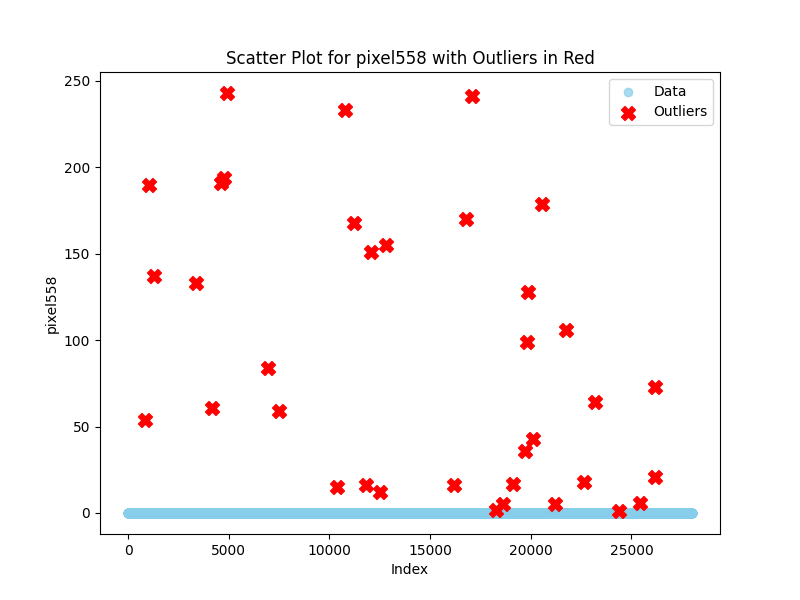 Scatter Plot for pixel558 with Outliers in Red
Data
Outliers
250
200
150
100
50
0
pixel558
0
5000
10000
15000
20000
25000
Index